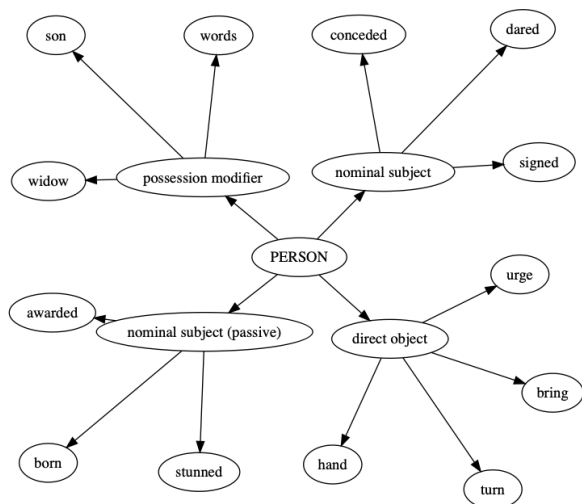 son
words
conceded
dared
widow
possession modifier
nominal subject
signed
PERSON
urge
awarded
nominal subject (passive)
direct object
bring
born
stunned
hand
turn